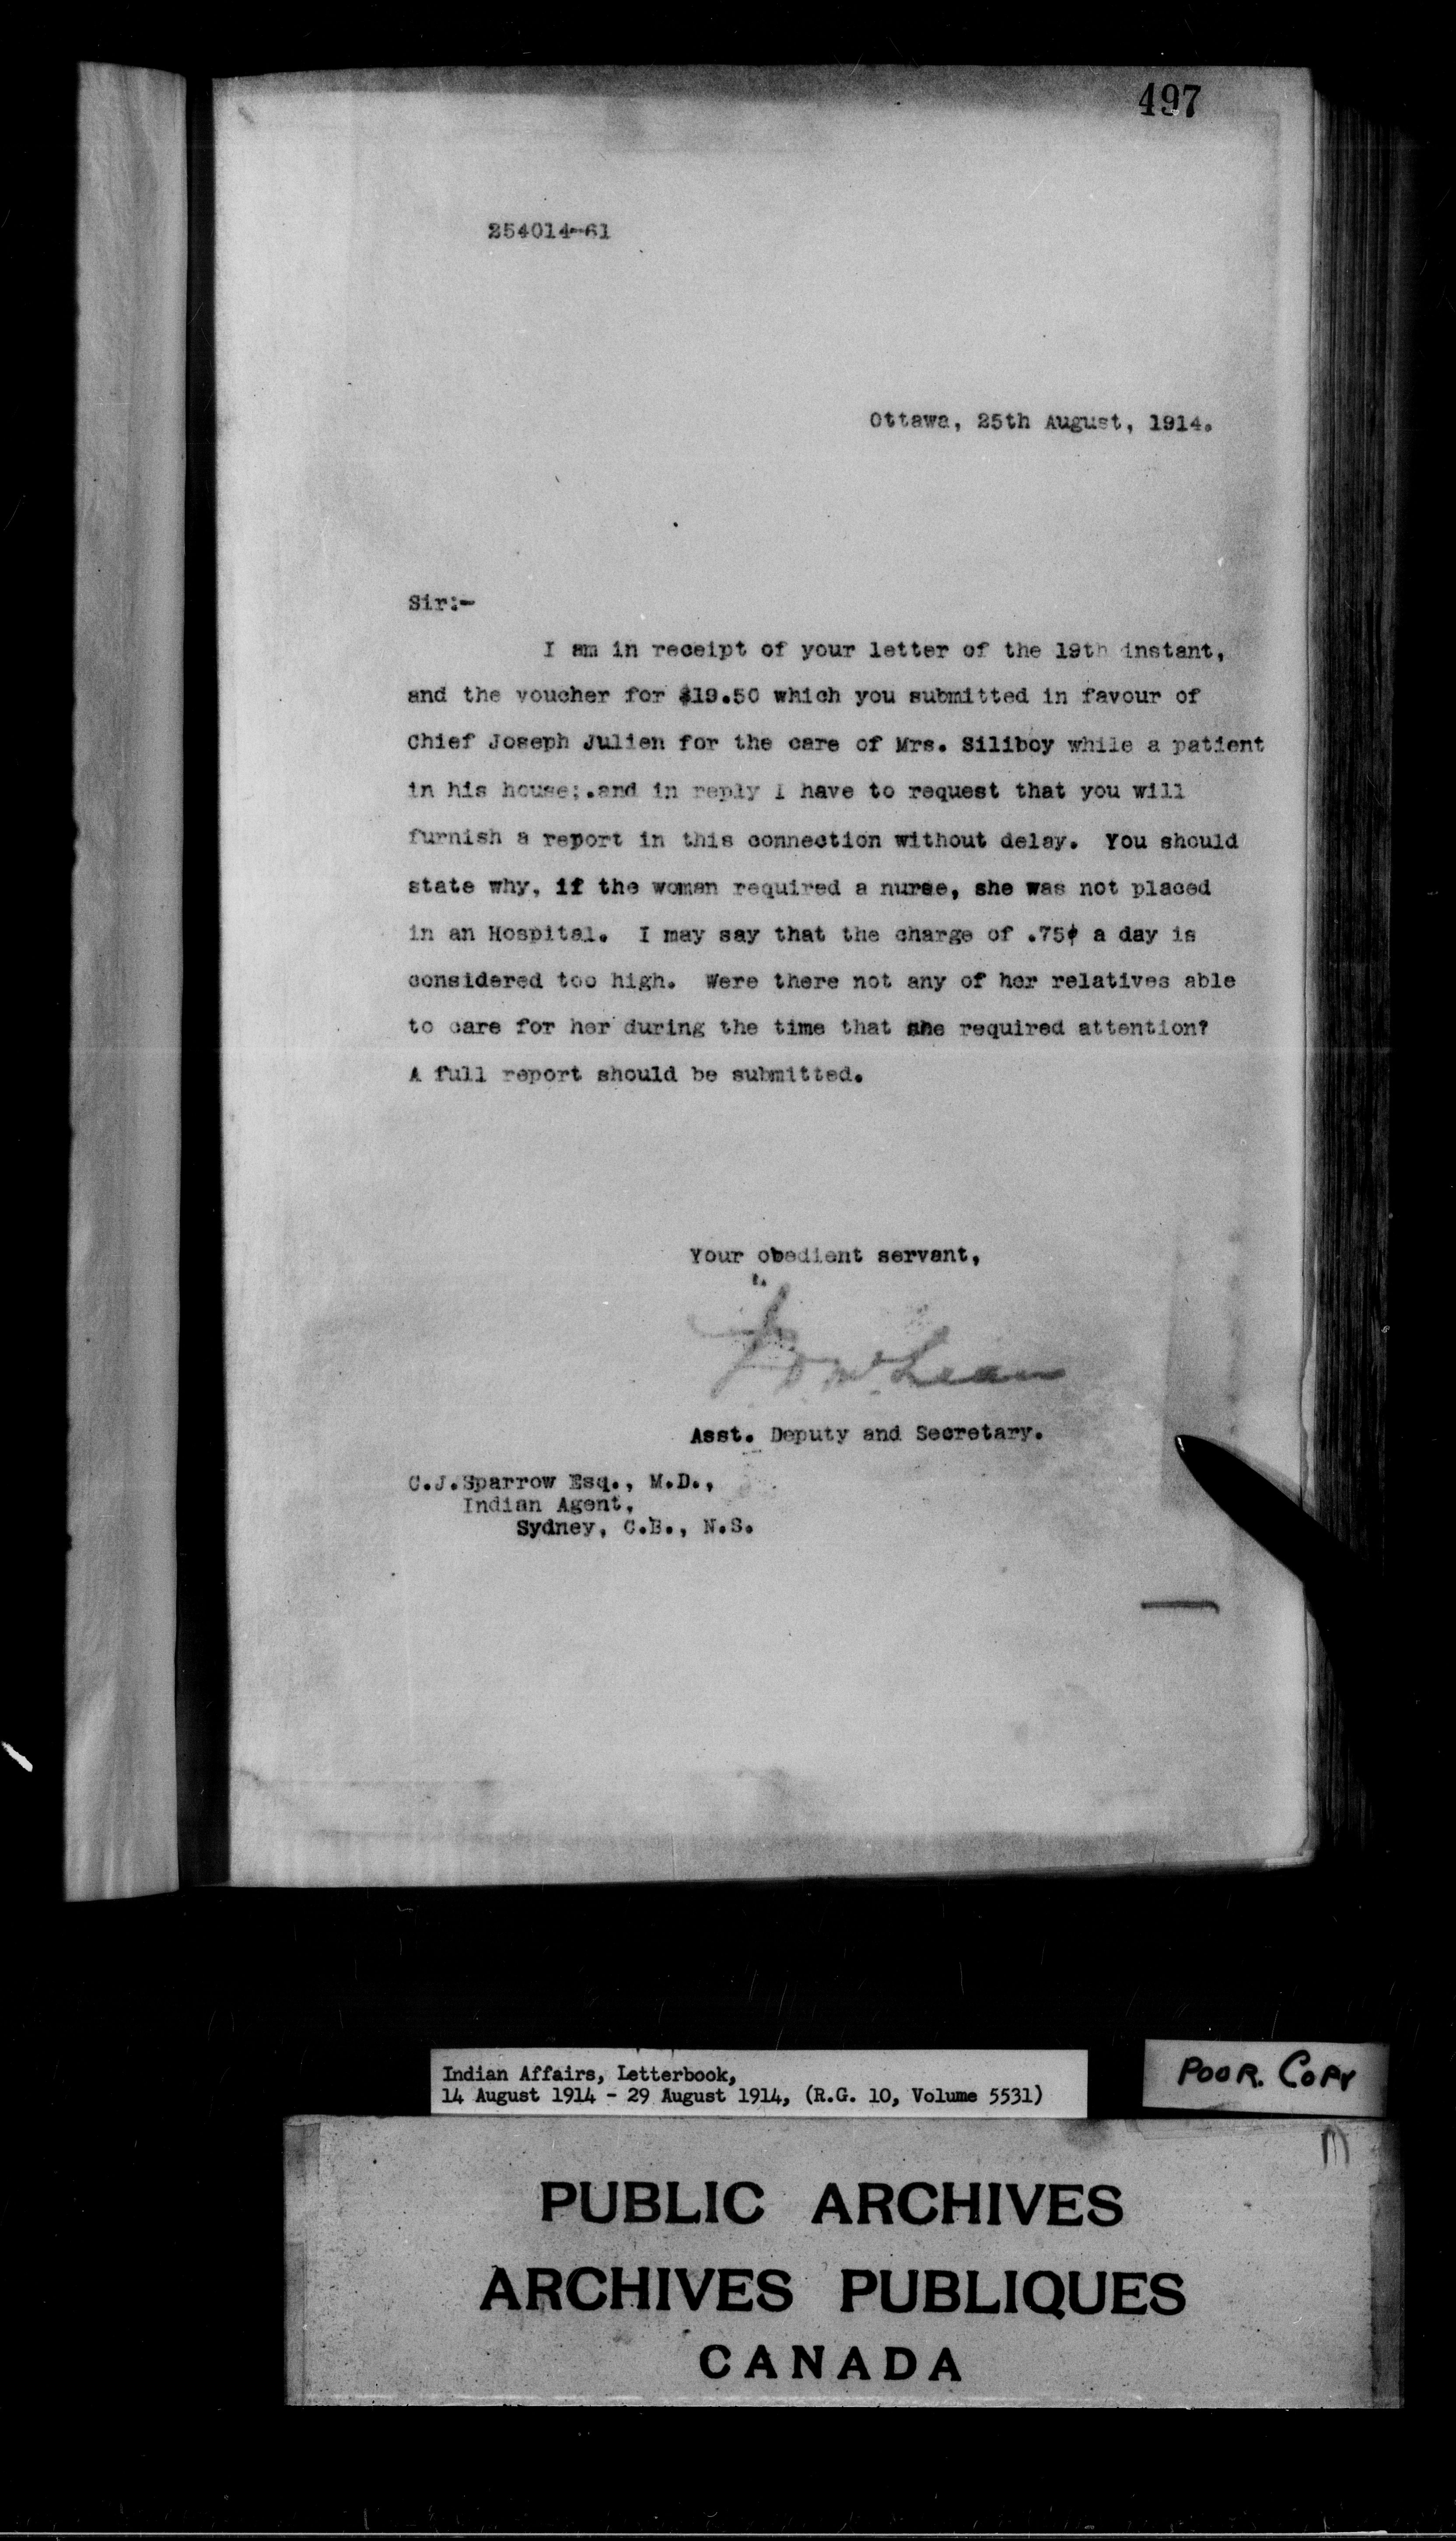 497
254014-61
Ottawa, 25th August, 1914.
Sir:-
I am in receipt of your letter of the 19th instant,
and the voucher for $19.50 which you submitted in favour of
Chief Joseph Julien for the care of Mrs. Siliboy while a patient
in his house;.and in reply I have to request that you will
furnish a report in this connection without delay. You should
state why, if the woman required a nurse, she was not placed
in an Hospital. I may say that the charge of .75¢ a day is
considered too high. Were there not any of her relatives able
to care for her during the time that she required attention?
A full report should be submitted.
Your obedient servant,
Asst. Deputy and Secretary.
C.J.Sparrow Esq., M.D.,
Indian Agent,
Sydney, C.B., N.S.
Indian Affairs, Letterbook,
14 August 1914 - 29 August 1914, (R.G. 10, Volume 5531)
POOR. COPY
PUBLIC ARCHIVES
ARCHIVES PUBLIQUES
CANADA